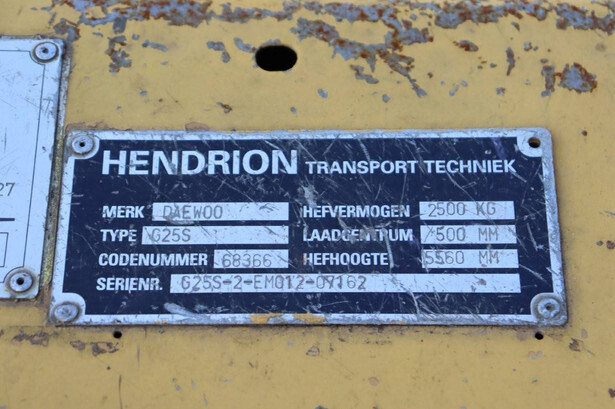 27
HENDRION TRANSPORT TECHNIEK
MERK DAEWOO HEFVERMOGEN 2500 KG
TYPE G25S LAADCENTRUM 500 MM
CODENUMMER 68366 HEFHOOGTE 5560 MM
SERIENR. G25S-2-EM012-07162